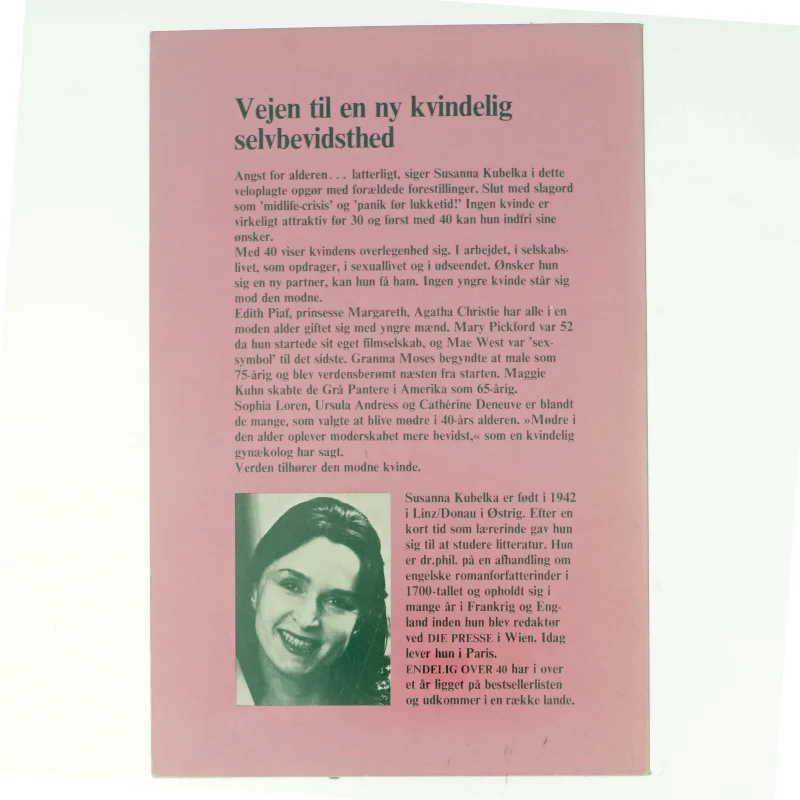 Vejen til en ny kvindelig
selvbevidsthed
Angst for alderen... latterligt, siger Susanna Kubelka i dette
veloplagte opgør med forældede forestillinger. Slut med slagord
som 'midlife-crisis' og 'panik før lukketid!' Ingen kvinde er
virkeligt attraktiv før 30 og først med 40 kan hun indfri sine
ønsker.
Med 40 viser kvindens overlegenhed sig. I arbejdet, i selskabs-
livet, som opdrager, i sexuallivet og i udseendet. Ønsker hun
sig en ny partner, kan hun få ham. Ingen yngre kvinde står sig
mod den modne.
Edith Piaf, prinsesse Margareth, Agatha Christie har alle i en
moden alder giftet sig med yngre mænd. Mary Pickford var 52
da hun startede sit eget filmselskab, og Mae West var 'sex-
symbol' til det sidste. Granma Moses begyndte at male som
75-årig og blev verdensberømt næsten fra starten. Maggie
Kuhn skabte de Grå Pantere i Amerika som 65-årig.
Sophia Loren, Ursula Andress og Cathérine Deneuve er blandt
de mange, som valgte at blive mødre i 40-års alderen. »Mødre i
den alder oplever moderskabet mere bevidst,« som en kvindelig
gynækolog har sagt.
Verden tilhører den modne kvinde.
Susanna Kubelka er født i 1942
i Linz/Donau i Østrig. Efter en
kort tid som lærerinde gav hun
sig til at studere litteratur. Hun
er dr.phil. på en afhandling om
engelske romanforfatterinder i
1700-tallet og opholdt sig i
mange år i Frankrig og Eng-
land inden hun blev redaktør
ved DIE PRESSE i Wien. Idag
lever hun i Paris.
ENDELIG OVER 40 har i over
et år ligget på bestsellerlisten
og udkommer i en række lande.